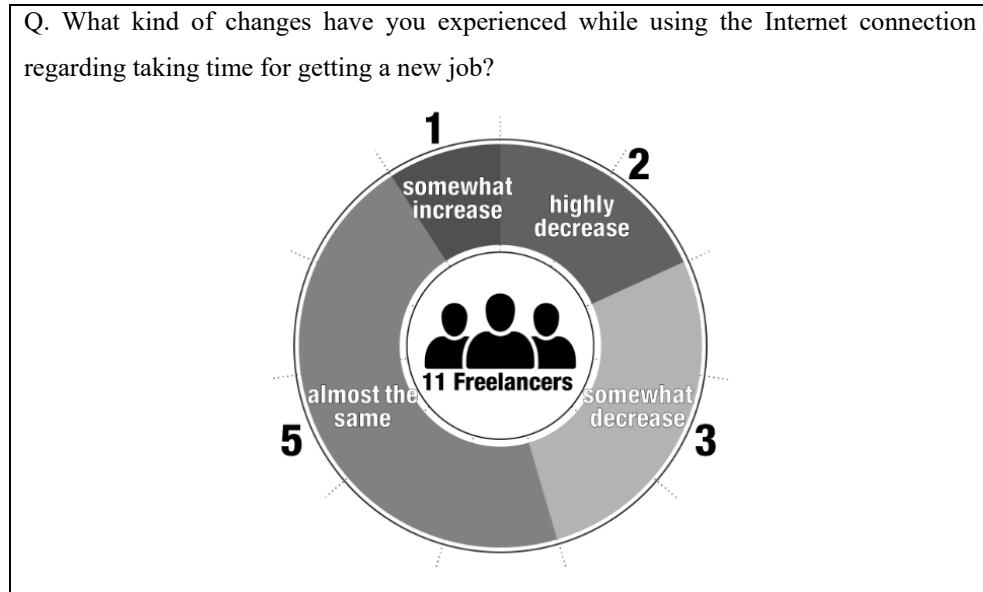 Q. What kind of changes have you experienced while using the Internet connection
regarding taking time for getting a new job?
1
somewhat
increase
2
highly
decrease
11 Freelancers
almost the
same
5
somewhat
decrease
3